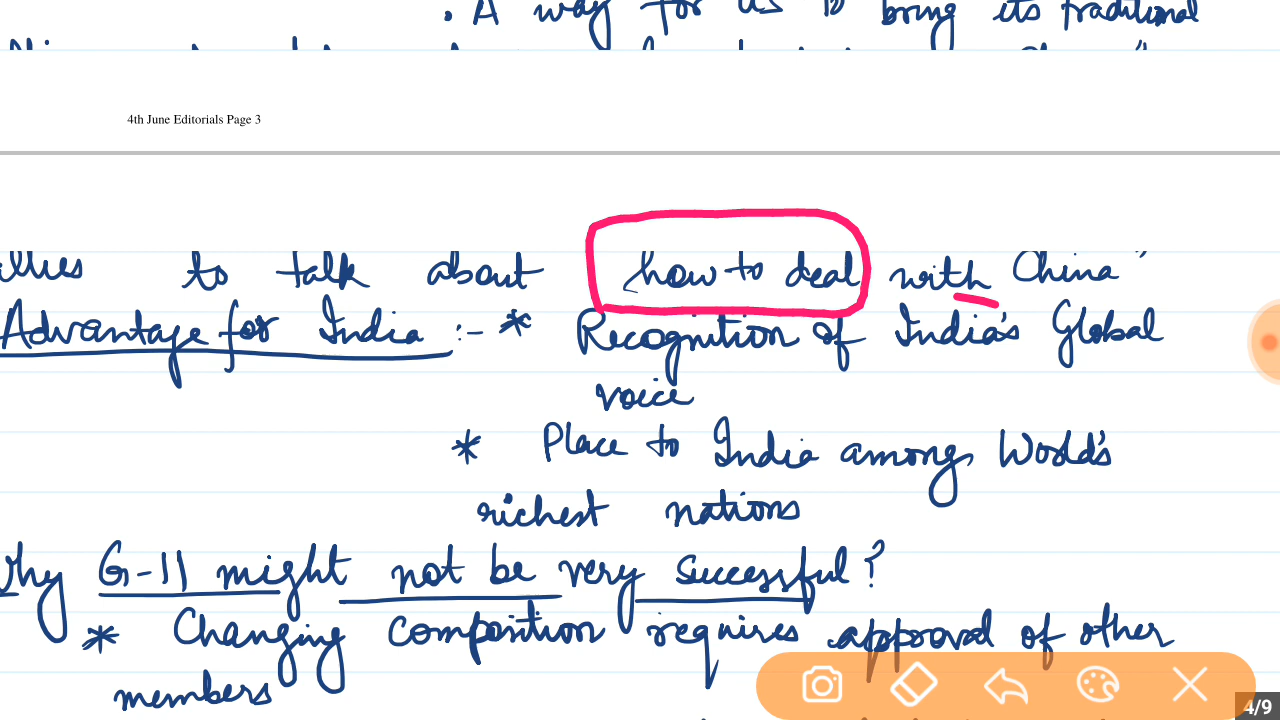 . A way for US to bring its traditional
4th June Editorials Page 3
to talk about how to deal with China"
Advantage for India :- * Recognition of India's Global
voice
* Place to India among World's
richest nations
Why G-11 might not be very successful?
* Changing composition requires approval of other
members
4/9